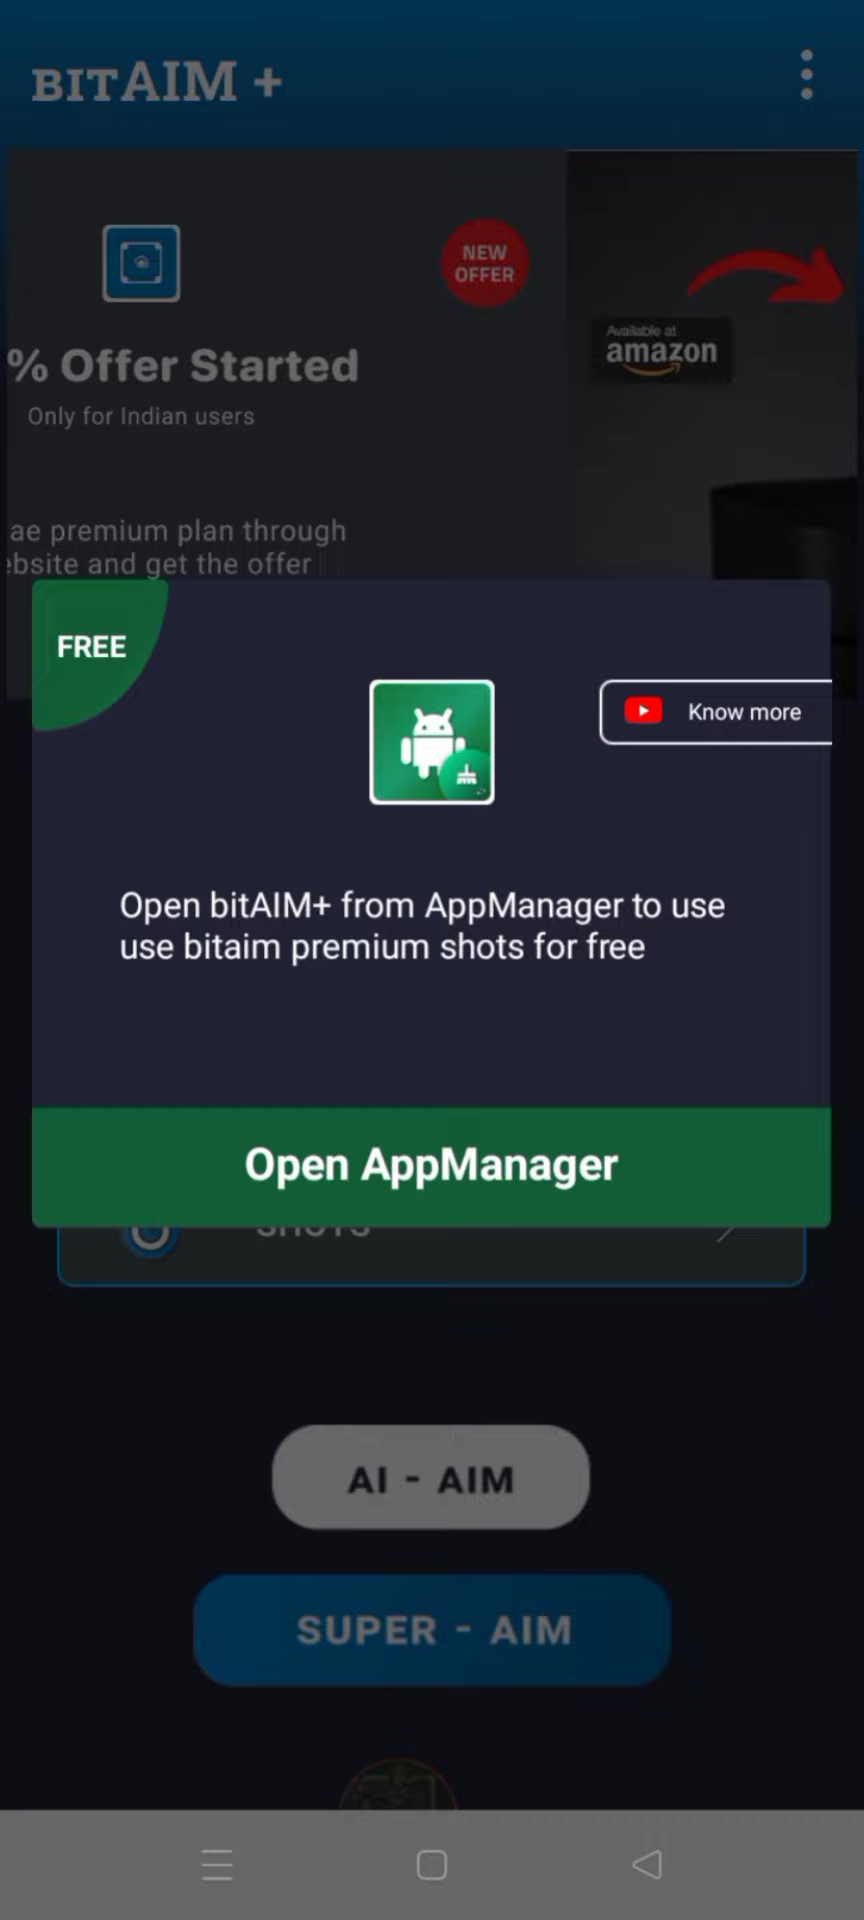 BITAIM +
NEW
OFFER
% Offer Started
Only for Indian users
Available at
amazon
ae premium plan through
ebsite and get the offer
FREE
Know more
Open bitAIM+ from AppManager to use
use bitaim premium shots for free
Open AppManager
SHOTS
AI - AIM
SUPER - AIM